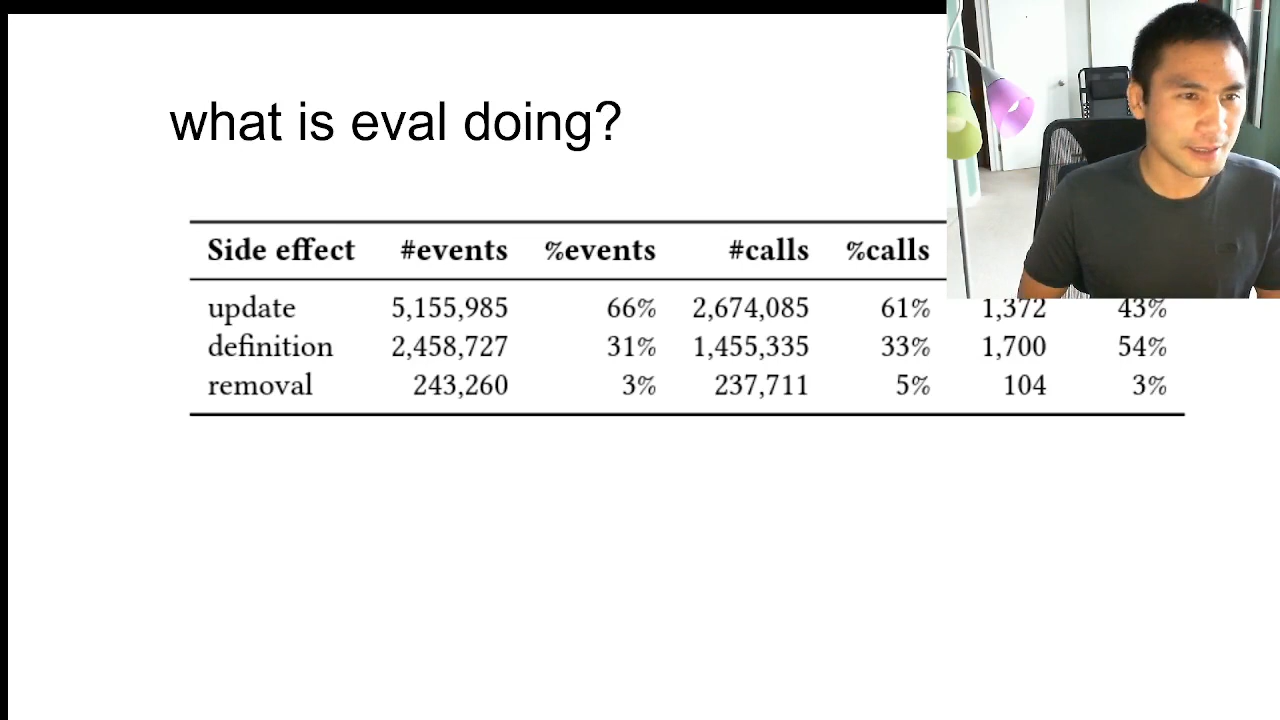 what is eval doing?
Side effect #events %events #calls %calls
update 5,155,985 66% 2,674,085 61% 1,372 43%
definition 2,458,727 31% 1,455,335 33% 1,700 54%
removal 243,260 3% 237,711 5% 104 3%